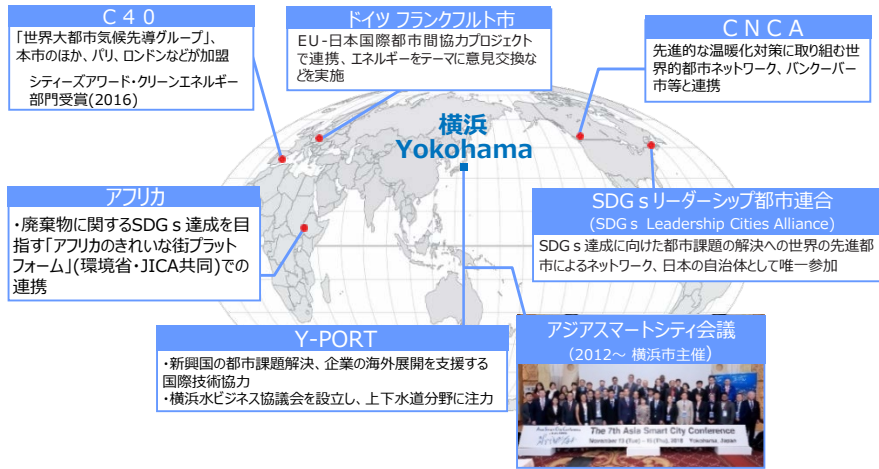 C40
「世界大都市気候先導グループ」、
本市のほか、パリ、ロンドンなどが加盟
シティーズアワード・クリーンエネルギー
部門受賞(2016)
ドイツ フランクフルト市
EU-日本国際都市間協力プロジェクト
で連携、エネルギーをテーマに意見交換な
どを実施
CNCA
先進的な温暖化対策に取り組む世
界的都市ネットワーク、バンクーバー
市等と連携
横浜
Yokohama
アフリカ
・廃棄物に関するSDGs達成を目
指す「アフリカのきれいな街プラット
フォーム」(環境省・JICA共同)での
連携
SDGsリーダーシップ都市連合
(SDGs Leadership Cities Alliance)
SDGs達成に向けた都市課題の解決への世界の先進都
市によるネットワーク、日本の自治体として唯一参加
Y-PORT
・新興国の都市課題解決、企業の海外展開を支援する
国際技術協力
・横浜水ビジネス協議会を設立し、上下水道分野に注力
アジアスマートシティ会議
(2012～ 横浜市主催)
The 7th Asia Smart City Conference
Yokohama, Japan